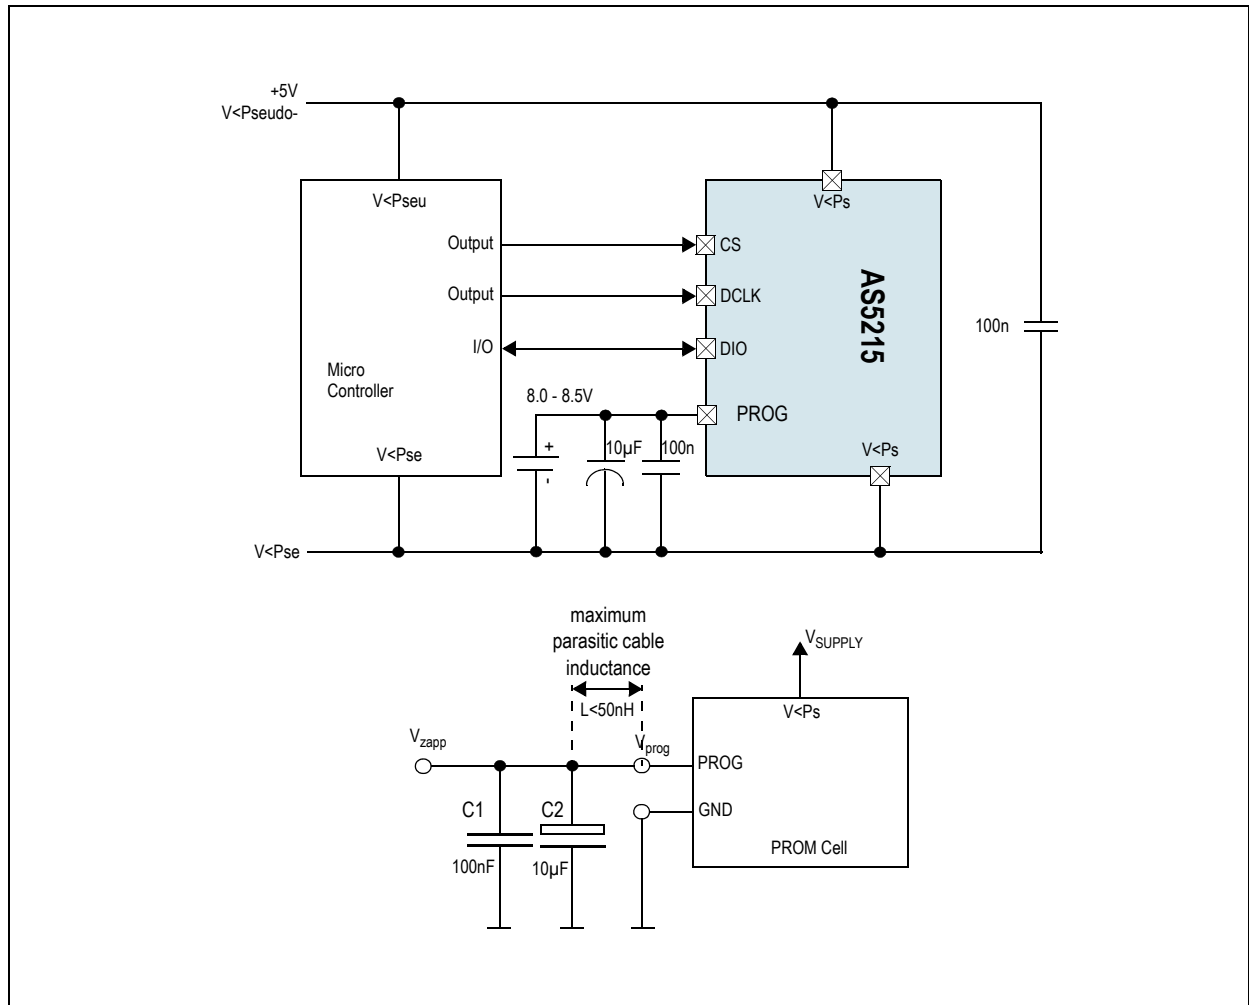 +5V
V<Pseudo-
V<Pseu
V<Ps
Output
CS
Output
DCLK
I/O
DIO
AS5215
100n
Micro
Controller
8.0 - 8.5V
PROG
+
10µF
100n
-
V<Pse
V<Ps
V<Pse
maximum
parasitic cable
inductance
L<50nH
VSUPPLY
V<Ps
Vzapp
Vprog
PROG
C1
C2
GND
100nF
10µF
PROM Cell